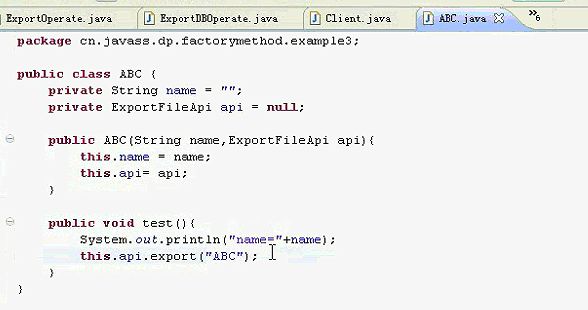 ExportOperate.java ExportDBOperate.java Client.java ABC.java »6
package cn.javass.dp.factorymethod.example3;
public class ABC {
private String name = "";
private ExportFileApi api = null;
public ABC(String name,ExportFileApi api){
this.name = name;
this.api= api;
}
public void test(){
System.out.println("name="+name);
this.api.export("ABC");
}
}